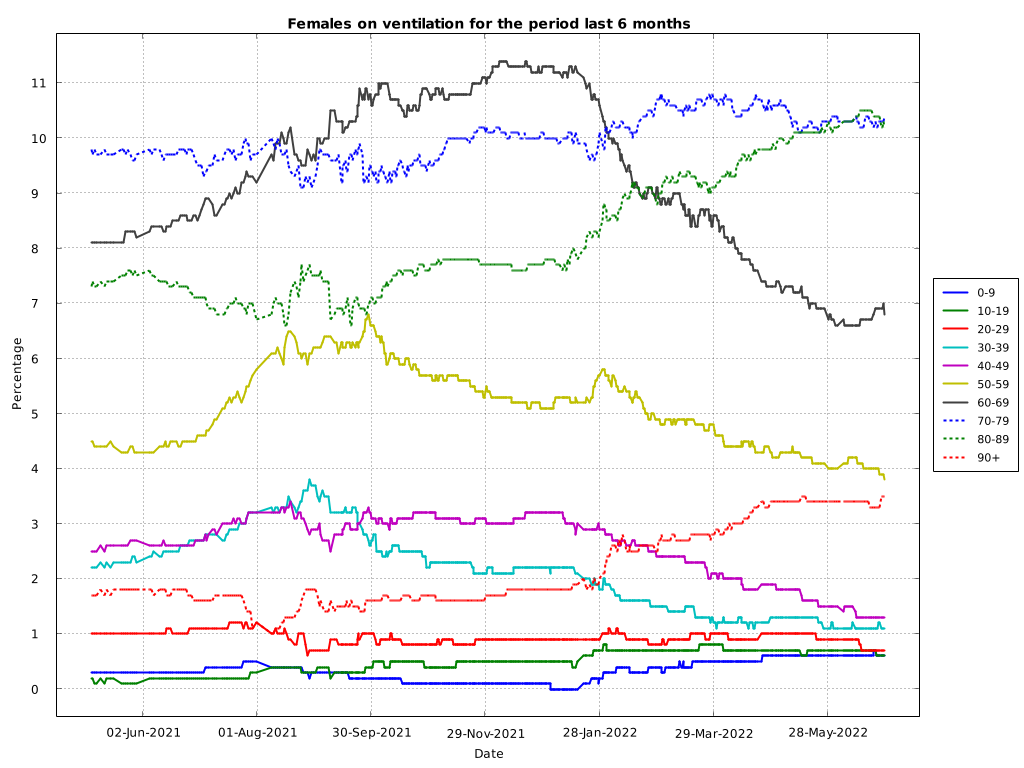 Females on ventilation for the period last 6 months
Percentage
11
10
9
8
7
6
5
4
3
2
1
0
02-Jun-2021
01-Aug-2021
30-Sep-2021
29-Nov-2021
28-Jan-2022
29-Mar-2022
28-May-2022
Date
0-9
10-19
20-29
30-39
40-49
50-59
60-69
70-79
80-89
90+